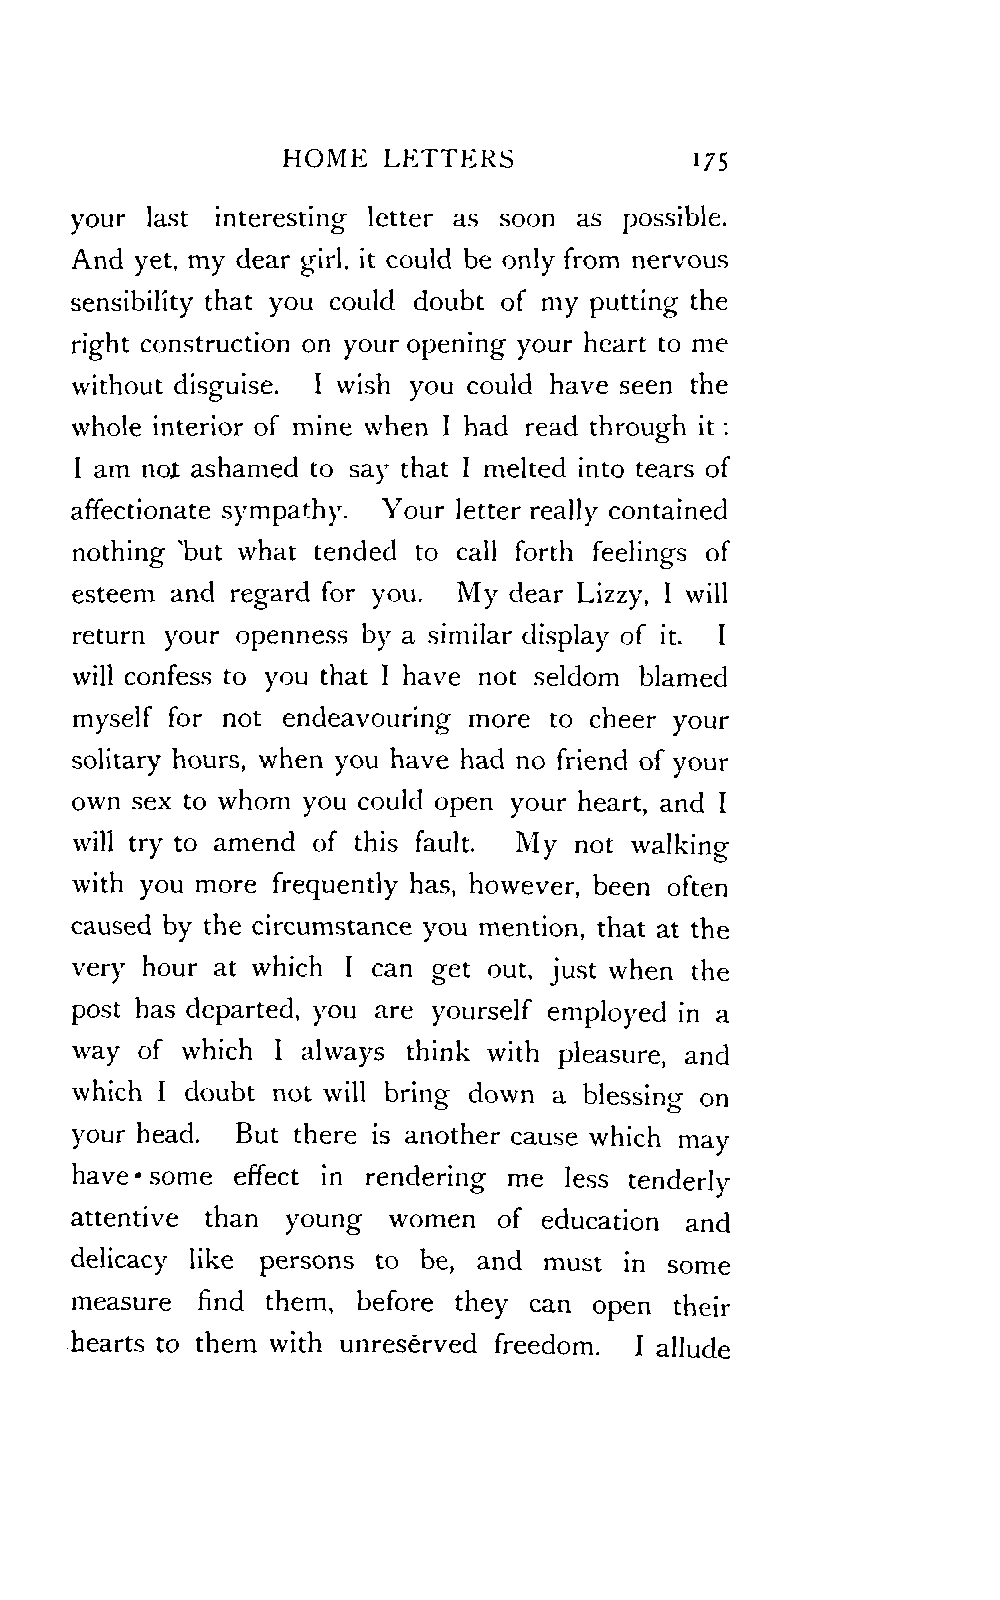 HOME LETTERS 175
your last interesting letter as soon as possible.
And yet, my dear girl, it could be only from nervous
sensibility that you could doubt of my putting the
right construction on your opening your heart to me
without disguise. I wish you could have seen the
whole interior of mine when I had read through it :
I am not ashamed to say that I melted into tears of
affectionate sympathy. Your letter really contained
nothing but what tended to call forth feelings of
esteem and regard for you. My dear Lizzy, I will
return your openness by a similar display of it. I
will confess to you that I have not seldom blamed
myself for not endeavouring more to cheer your
solitary hours, when you have had no friend of your
own sex to whom you could open your heart, and I
will try to amend of this fault. My not walking
with you more frequently has, however, been often
caused by the circumstance you mention, that at the
very hour at which I can get out, just when the
post has departed, you are yourself employed in a
way of which I always think with pleasure, and
which I doubt not will bring down a blessing on
your head. But there is another cause which may
have some effect in rendering me less tenderly
attentive than young women of education and
delicacy like persons to be, and must in some
measure find them, before they can open their
hearts to them with unreserved freedom. I allude